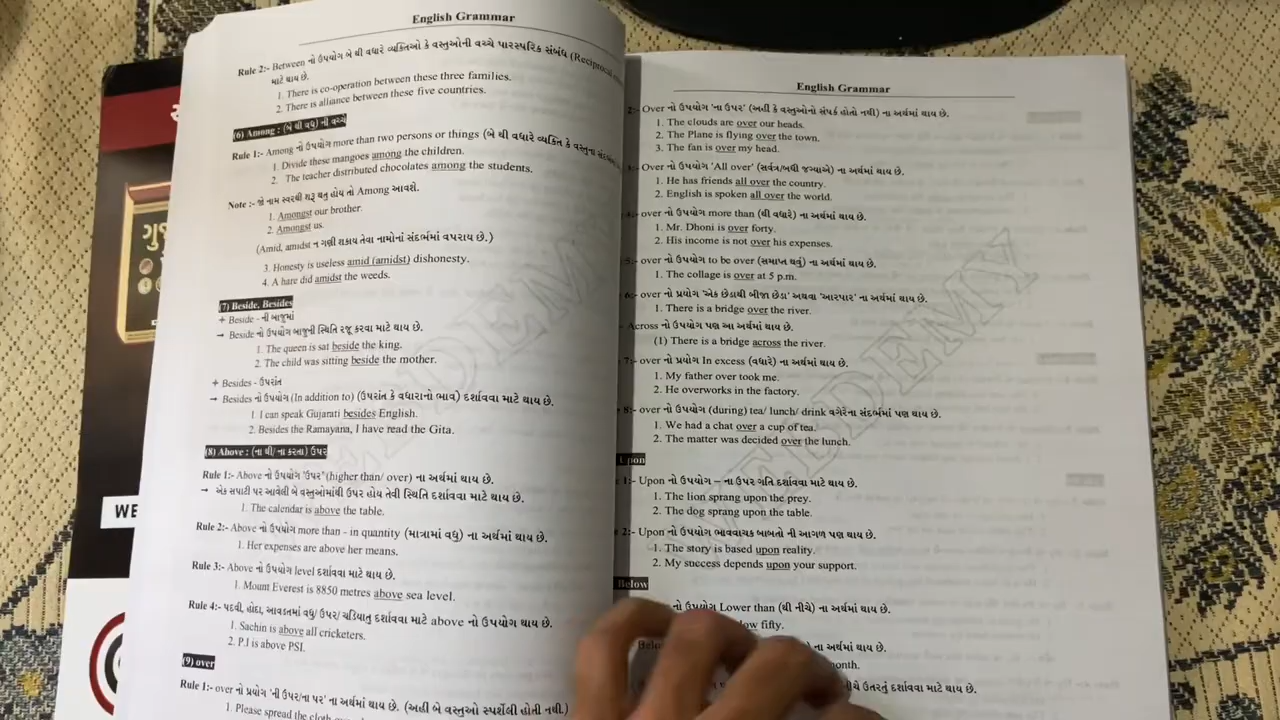 English Grammar
Rule 2:- Between નો ઉપયોગ બે થી વધારે વ્યક્તિઓ કે વસ્તુઓની વચ્ચે પારસ્પરિક સંબંધ (Reciprocal
માટે થાય છે.
1. There is co-operation between these three families.
2. There is alliance between these five countries.
(6) Among : (બે થી વધુ) ની વચ્ચે
Rule 1:- Among નો ઉપયોગ more than two persons or things (બે થી વધારે વ્યક્તિ કે વસ્તુના
1. Divide these mangoes among the children.
2. The teacher distributed chocolates among the students.
Note :- જો નામ સ્વરથી શરૂ થતુ હોય તો Among આવશે.
1. Amongst our brother.
2. Amongst us.
(Amid, amidst ન ગણી શકાય તેવા નામોનાં સંદર્ભમાં વપરાય છે.)
3. Honesty is useless amid (amidst) dishonesty.
4. A hare did amidst the weeds.
(7) Beside, Besides
+ Beside - ની બાજુમાં
→ Beside નો ઉપયોગ બાજુની સ્થિતિ રજૂ કરવા માટે થાય છે.
1. The queen is sat beside the king.
2. The child was sitting beside the mother.
+ Besides - ઉપરાંત
→ Besides નો ઉપયોગ (In addition to) (ઉપરાંત કે વધારાનો ભાવ) દર્શાવવા માટે થાય છે.
1. I can speak Gujarati besides English.
2. Besides the Ramayana, I have read the Gita.
(8) Above : (ના થી/ ના કરતા) ઉપર
Rule 1:- Above નો ઉપયોગ 'ઉપર' (higher than/ over) ના અર્થમાં થાય છે.
→ એક સપાટી પર આવેલી બે વસ્તુઓમાંથી ઉપર હોય તેવી સ્થિતિ દર્શાવવા માટે થાય છે.
1. The calendar is above the table.
Rule 2:- Above નો ઉપયોગ more than - in quantity (માત્રામાં વધુ) ના અર્થમાં થાય છે.
1. Her expenses are above her means.
Rule 3:- Above નો ઉપયોગ level દર્શાવવા માટે થાય છે.
1. Mount Everest is 8850 metres above sea level.
Rule 4:- પદવી, હોદા, આવડતમાં વધુ/ ઉપર/ ચડિયાતુ દર્શાવવા માટે above નો ઉપયોગ થાય છે.
1. Sachin is above all cricketers.
2. P.I is above PSI.
(9) over
Rule 1:- over નો પ્રયોગ 'ની ઉપર/ના પર' ના અર્થમાં થાય છે. (અહીં બે વસ્તુઓ સ્પર્શેલી હોતી નથી.)
1. Please spread the cloth
English Grammar
2:- Over નો ઉપયોગ 'ના ઉપર' (અહીં કે વસ્તુઓનો સંપર્ક હોતો નથી) ના અર્થમાં થાય છે.
1. The clouds are over our heads.
2. The Plane is flying over the town.
3. The fan is over my head.
Over નો ઉપયોગ 'All over' (સર્વત્ર/બધી જગ્યાએ) ના અર્થમાં થાય છે.
1. He has friends all over the country.
2. English is spoken all over the world.
over નો ઉપયોગ more than (થી વધારે) ના અર્થમાં થાય છે.
1. Mr. Dhoni is over forty.
2. His income is not over his expenses.
5:- over નો ઉપયોગ to be over (સમાપ્ત થવું) ના અર્થમાં થાય છે.
1. The collage is over at 5 p.m.
6:- over નો પ્રયોગ 'એક છેડાથી બીજા છેડા' અથવા 'આરપાર' ના અર્થમાં થાય છે.
1. There is a bridge over the river.
- Across નો ઉપયોગ પણ આ અર્થમાં થાય છે.
(1) There is a bridge across the river.
7:- over નો પ્રયોગ In excess (વધારે) ના અર્થમાં થાય છે.
1. My father over took me.
2. He overworks in the factory.
8:- over નો ઉપયોગ (during) tea/ lunch/ drink વગેરેના સંદર્ભમાં પણ થાય છે.
1. We had a chat over a cup of tea.
2. The matter was decided over the lunch.
Upon
1:- Upon નો ઉપયોગ – ના ઉપર ગતિ દર્શાવવા માટે થાય છે.
1. The lion sprang upon the prey.
2. The dog sprang upon the table.
2:- Upon નો ઉપયોગ ભાવવાચક બાબતો ની આગળ પણ થાય છે.
1. The story is based upon reality.
2. My success depends upon your support.
Below
નો ઉપયોગ Lower than (થી નીચે) ના અર્થમાં થાય છે.
fifty.
ના અર્થમાં થાય છે.
ઉતરતું દર્શાવવા માટે થાય છે.
WE
WEBDEMY